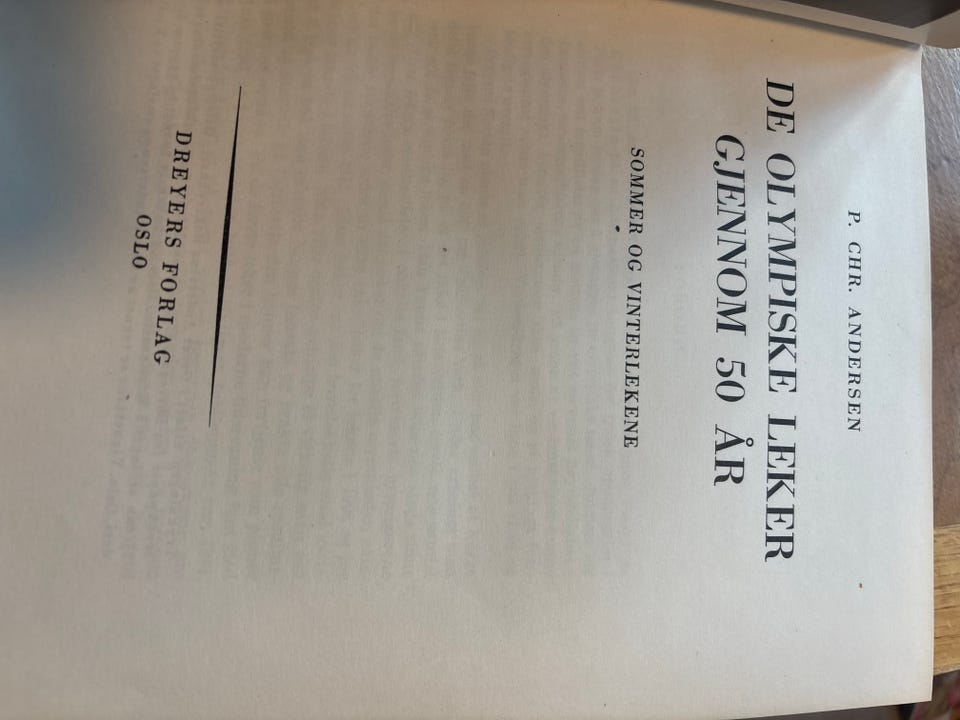 P. CHR. ANDERSEN
DE OLYMPISKE LEKER
GJENNOM 50 ÅR
SOMMER OG VINTERLEKENE
DREYERS FORLAG
OSLO